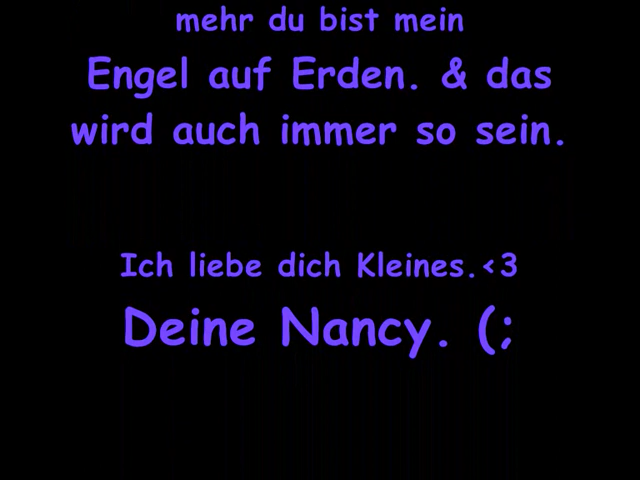 mehr du bist mein
Engel auf Erden. & das
wird auch immer so sein.
Ich liebe dich Kleines.<3
Deine Nancy. (;